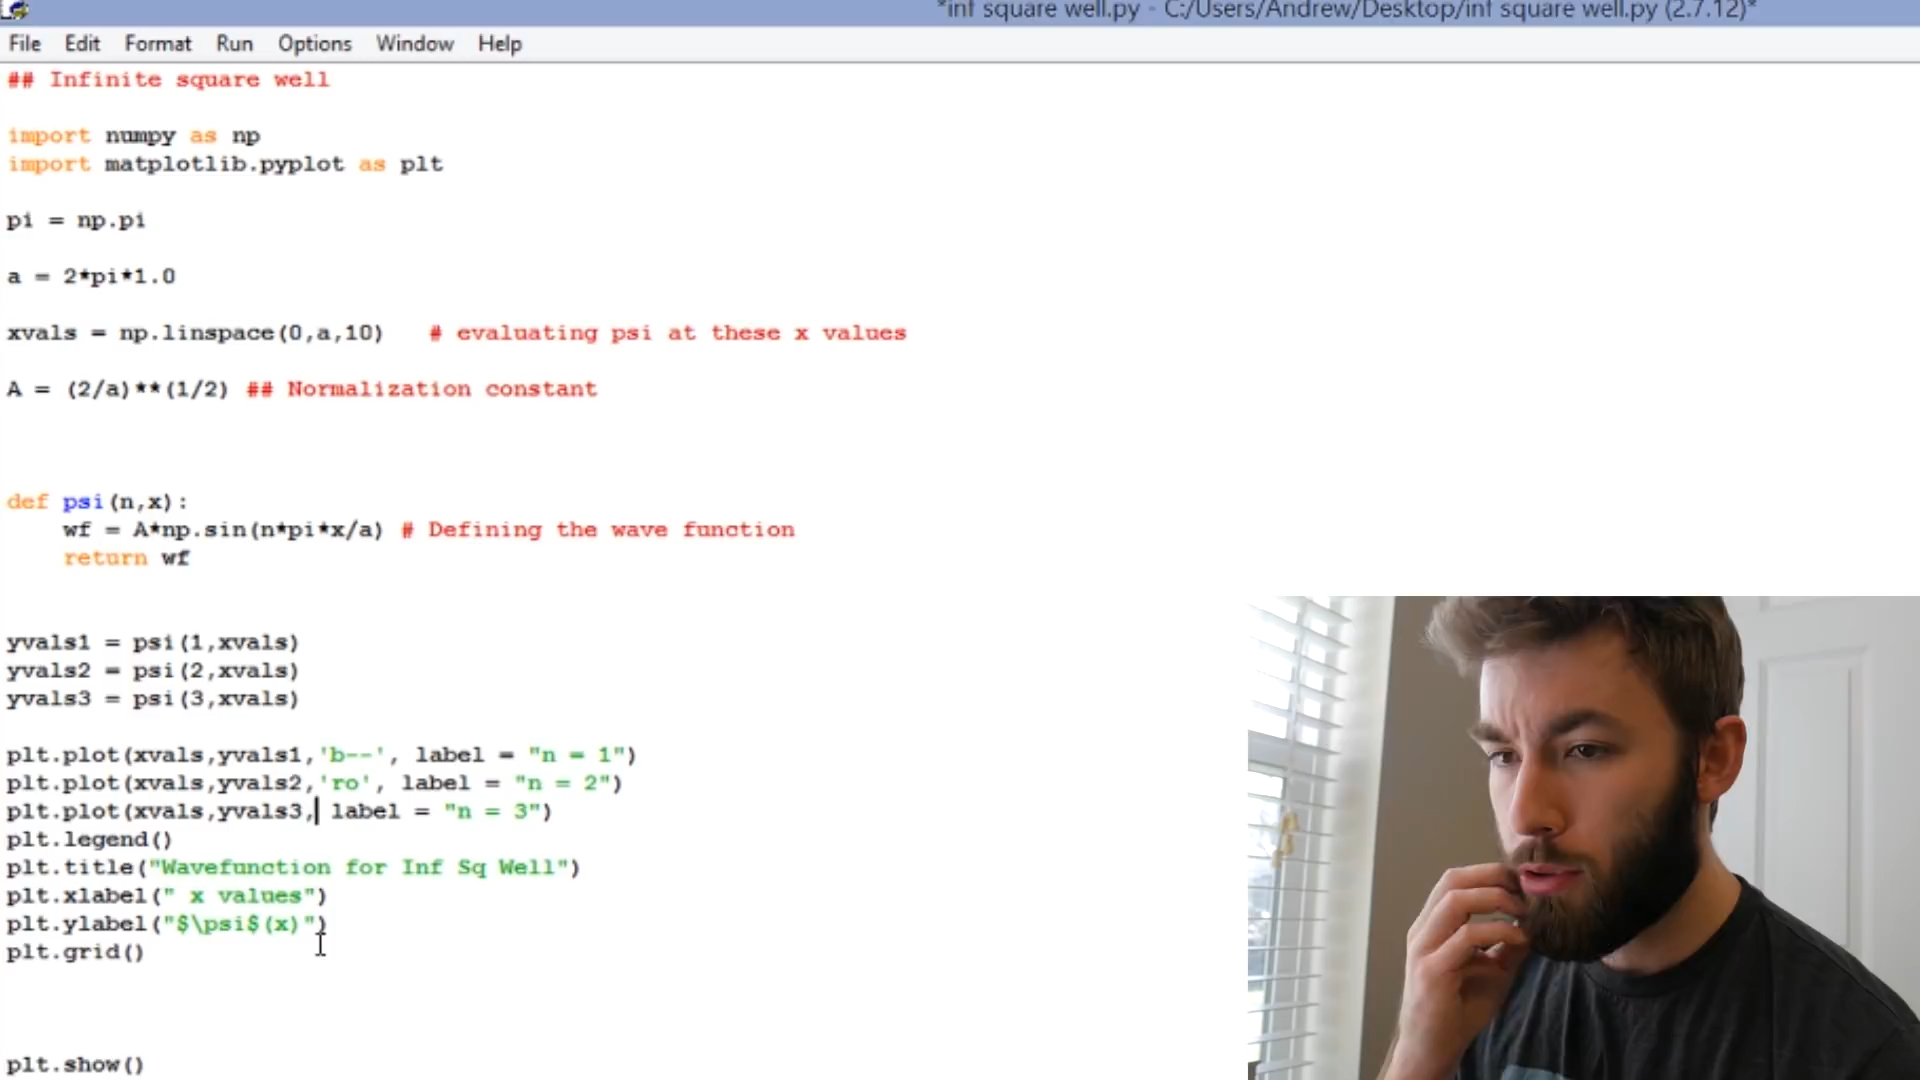 *inf square well.py - C:/Users/Andrew/Desktop/inf square well.py (2.7.12)*
File Edit Format Run Options Window Help
## Infinite square well
import numpy as np
import matplotlib.pyplot as plt
pi = np.pi
a = 2*pi*1.0
xvals = np.linspace(0,a,10)   # evaluating psi at these x values
A = (2/a)**(1/2) ## Normalization constant
def psi(n,x):
    wf = A*np.sin(n*pi*x/a) # Defining the wave function
    return wf
yvals1 = psi(1,xvals)
yvals2 = psi(2,xvals)
yvals3 = psi(3,xvals)
plt.plot(xvals,yvals1,'b--', label = "n = 1")
plt.plot(xvals,yvals2,'ro', label = "n = 2")
plt.plot(xvals,yvals3, label = "n = 3")
plt.legend()
plt.title("Wavefunction for Inf Sq Well")
plt.xlabel(" x values")
plt.ylabel("$\psi$(x)")
plt.grid()
plt.show()